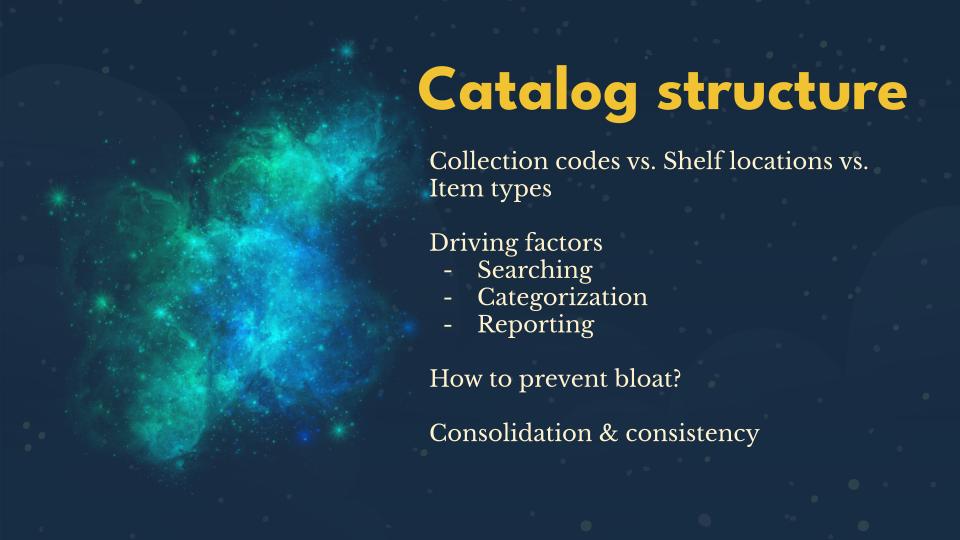 Catalog structure
Collection codes vs. Shelf locations vs.
Item types
Driving factors
- Searching
- Categorization
- Reporting
How to prevent bloat?
Consolidation & consistency